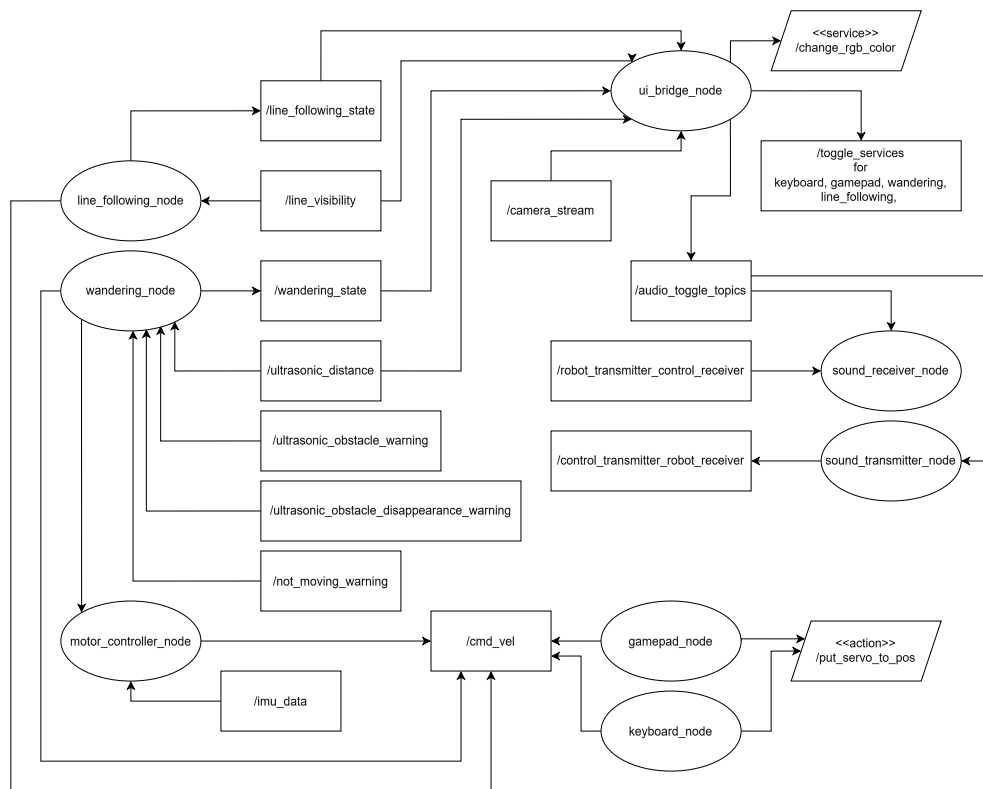 <<service>>
/change_rgb_color
ui_bridge_node
/line_following_state
/toggle_services
for
keyboard, gamepad, wandering,
line_following,
line_following_node
/line_visibility
/camera_stream
wandering_node
/wandering_state
/audio_toggle_topics
/ultrasonic_distance
/robot_transmitter_control_receiver
sound_receiver_node
/ultrasonic_obstacle_warning
/control_transmitter_robot_receiver
sound_transmitter_node
/ultrasonic_obstacle_disappearance_warning
/not_moving_warning
motor_controller_node
/cmd_vel
gamepad_node
<<action>>
/put_servo_to_pos
/imu_data
keyboard_node